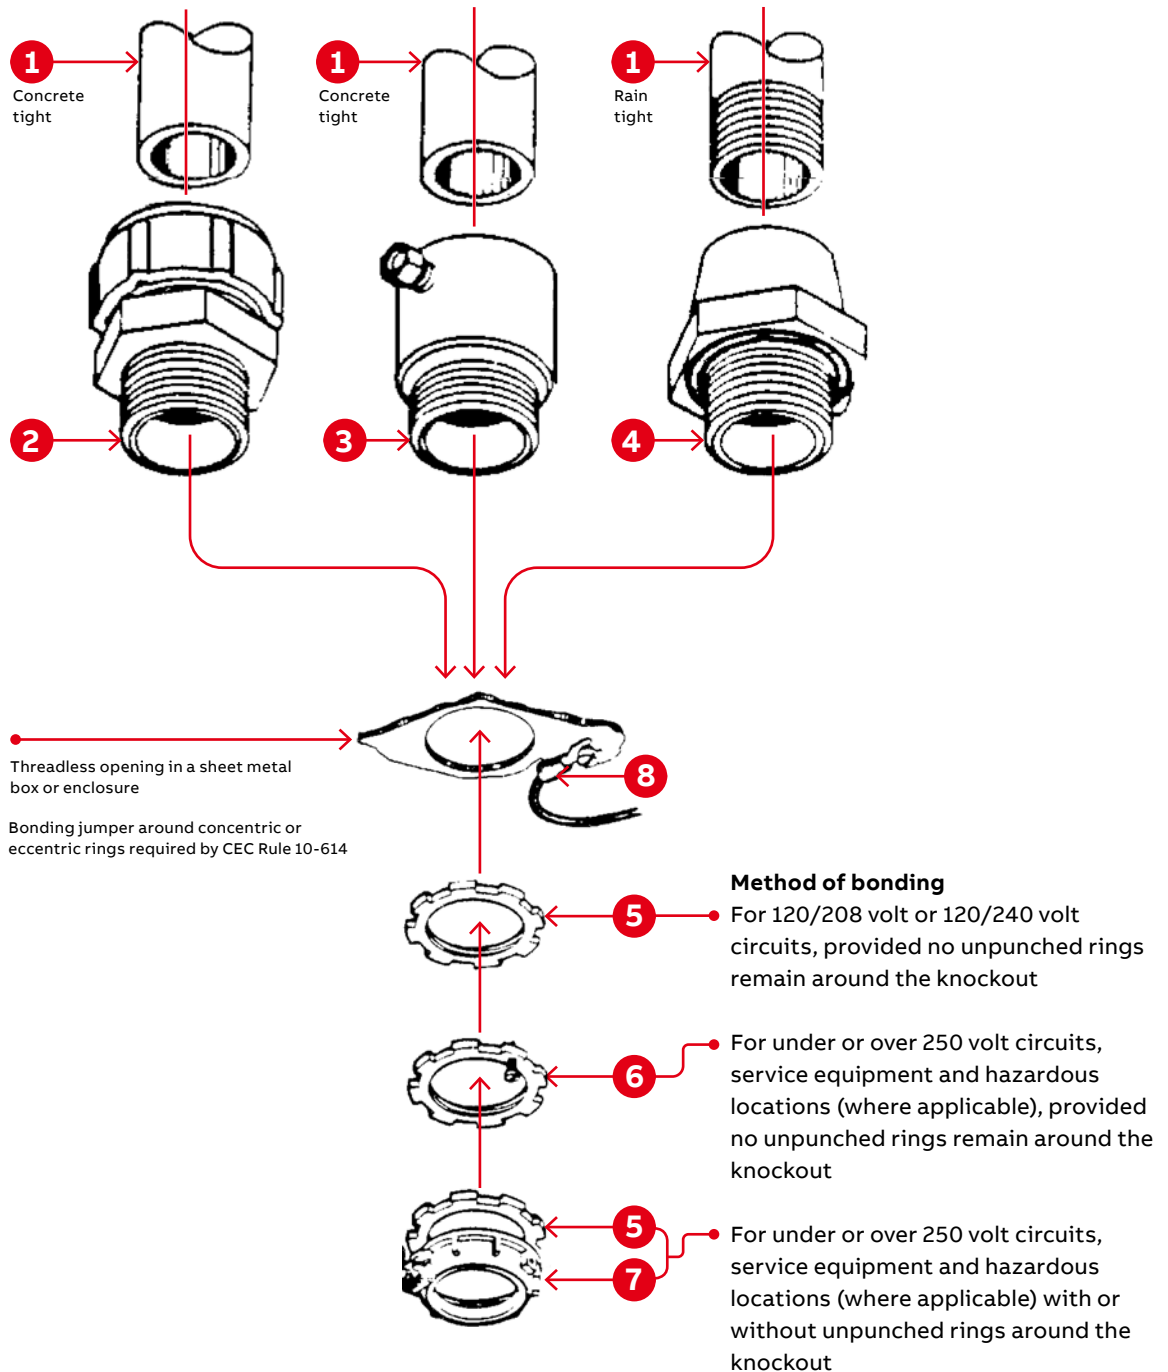 1
Concrete
tight
1
Concrete
tight
1
Rain
tight
2
3
4
Threadless opening in a sheet metal
box or enclosure
Bonding jumper around concentric or
eccentric rings required by CEC Rule 10-614
8
Method of bonding
5
For 120/208 volt or 120/240 volt
circuits, provided no unpunched rings
remain around the knockout
6
For under or over 250 volt circuits,
service equipment and hazardous
locations (where applicable), provided
no unpunched rings remain around the
knockout
5
7
For under or over 250 volt circuits,
service equipment and hazardous
locations (where applicable) with or
without unpunched rings around the
knockout